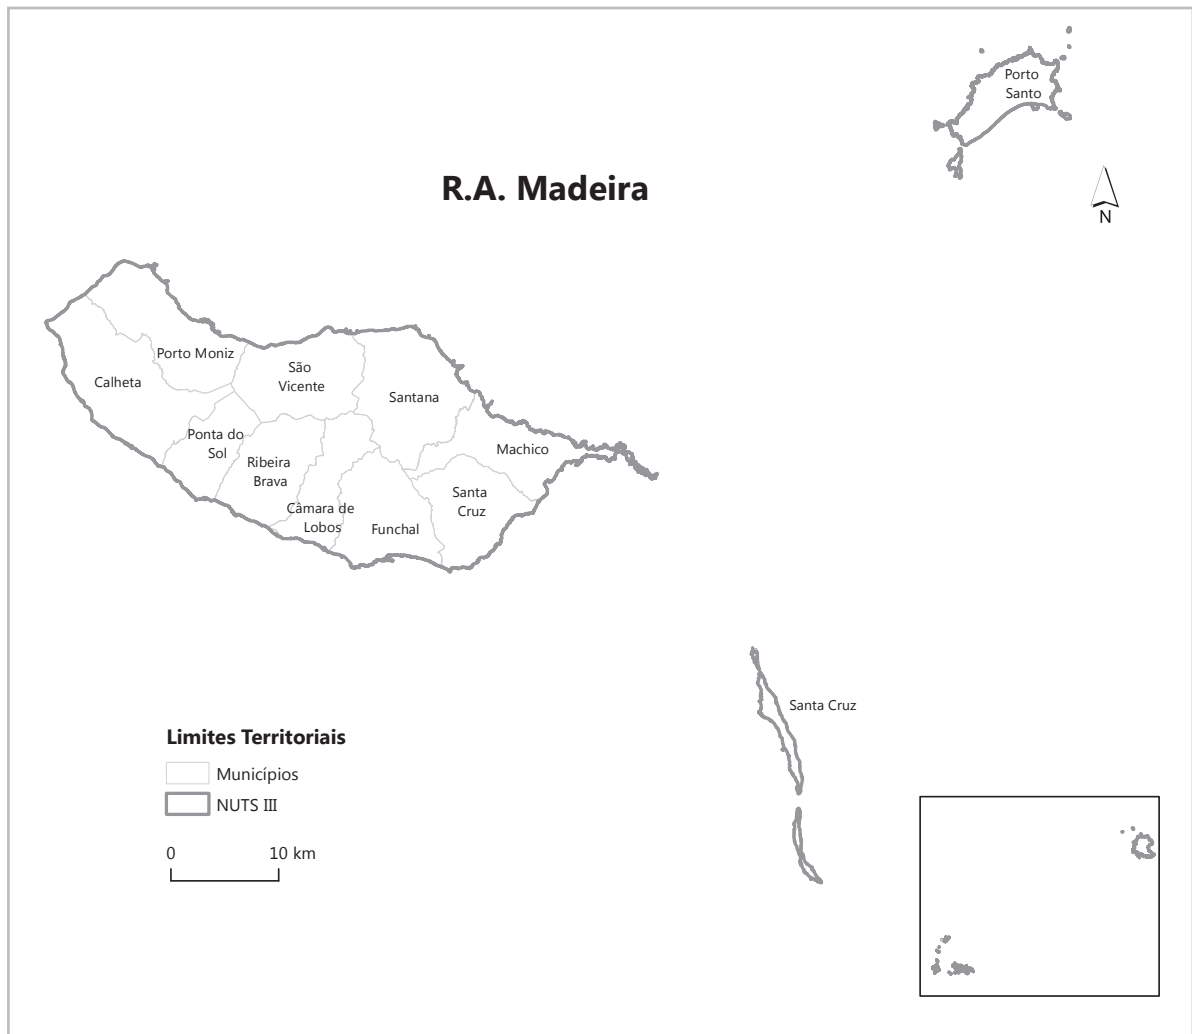 Porto
Santo
R.A. Madeira
N
Porto Moniz
São
Vicente
Calheta
Santana
Ponta do
Sol
Machico
Ribeira
Brava
Santa
Cruz
Câmara de
Lobos
Funchal
Santa Cruz
Limites Territoriais
Municípios
NUTS III
0 10 km